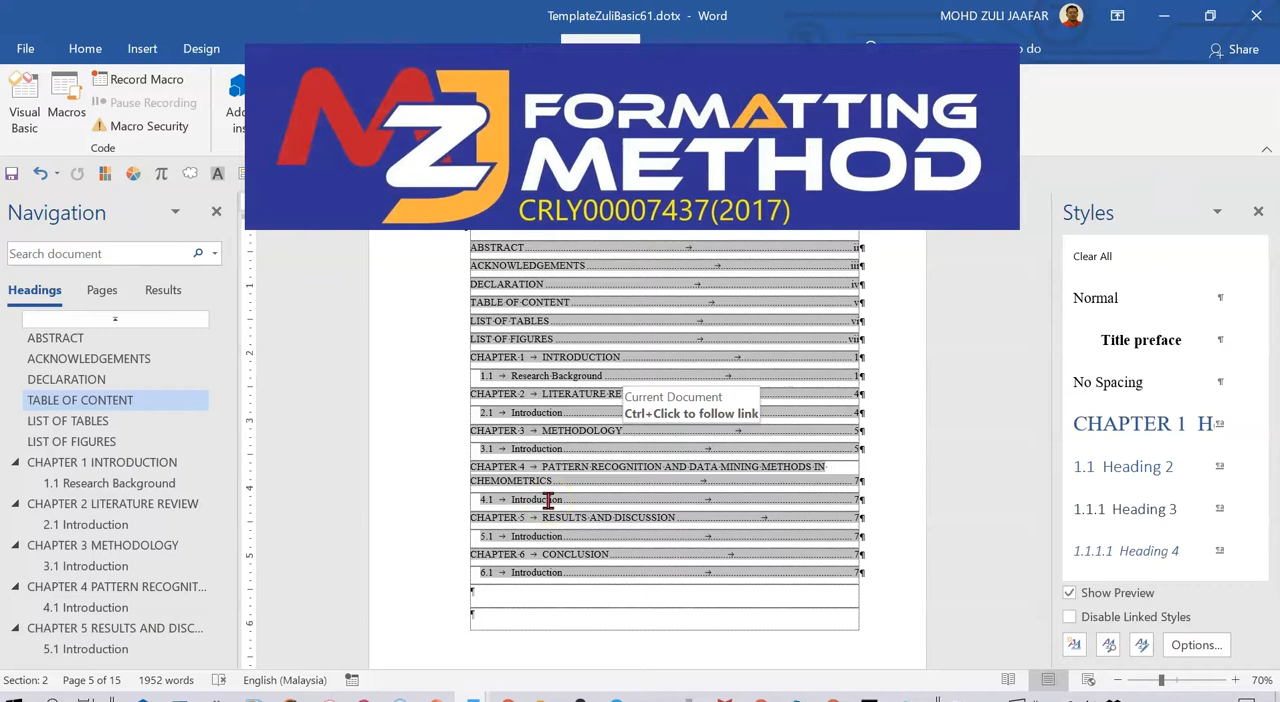 TemplateZuliBasic61.dotx - Word
MOHD ZULI JAAFAR
File Home Insert Design
do
Share
Visual Basic
Macros
Record Macro
Pause Recording
Macro Security
Code
MZJ FORMATTING
METHOD
CRLY00007437(2017)
Navigation
Search document
Headings Pages Results
ABSTRACT
ACKNOWLEDGEMENTS
DECLARATION
TABLE OF CONTENT
LIST OF TABLES
LIST OF FIGURES
CHAPTER 1 INTRODUCTION
1.1 Research Background
CHAPTER 2 LITERATURE REVIEW
2.1 Introduction
CHAPTER 3 METHODOLOGY
3.1 Introduction
CHAPTER 4 PATTERN RECOGNIT...
4.1 Introduction
CHAPTER 5 RESULTS AND DISC...
5.1 Introduction
ABSTRACT ii
ACKNOWLEDGEMENTS iii
DECLARATION iv
TABLE OF CONTENT v
LIST OF TABLES vi
LIST OF FIGURES vii
CHAPTER 1 → INTRODUCTION 1
1.1 → Research Background 1
CHAPTER 2 → LITERATURE RE 4
2.1 → Introduction 4
CHAPTER 3 → METHODOLOGY 5
3.1 → Introduction 5
CHAPTER 4 → PATTERN RECOGNITION AND DATA MINING METHODS IN
CHEMOMETRICS 7
4.1 → Introduction 7
CHAPTER 5 → RESULTS AND DISCUSSION 7
5.1 → Introduction 7
CHAPTER 6 → CONCLUSION 7
6.1 → Introduction 7
Current Document
Ctrl+Click to follow link
Styles
Clear All
Normal
Title preface
No Spacing
CHAPTER 1 H
1.1 Heading 2
1.1.1 Heading 3
1.1.1.1 Heading 4
Show Preview
Disable Linked Styles
Options...
Section: 2 Page 5 of 15 1952 words English (Malaysia) 70%